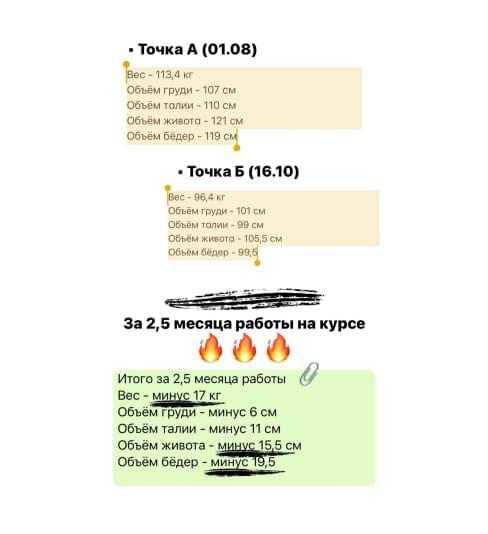 • Точка А (01.08)
Вес - 113,4 кг
Объём груди - 107 см
Объём талии - 110 см
Объём живота - 121 см
Объём бёдер - 119 см
• Точка Б (16.10)
Вес - 96,4 кг
Объём груди - 101 см
Объём талии - 99 см
Объём живота - 105,5 см
Объём бёдер - 99,5
За 2,5 месяца работы на курсе
Итого за 2,5 месяца работы
Вес - минус 17 кг
Объём груди - минус 6 см
Объём талии - минус 11 см
Объём живота - минус 15,5 см
Объём бёдер - минус 19,5